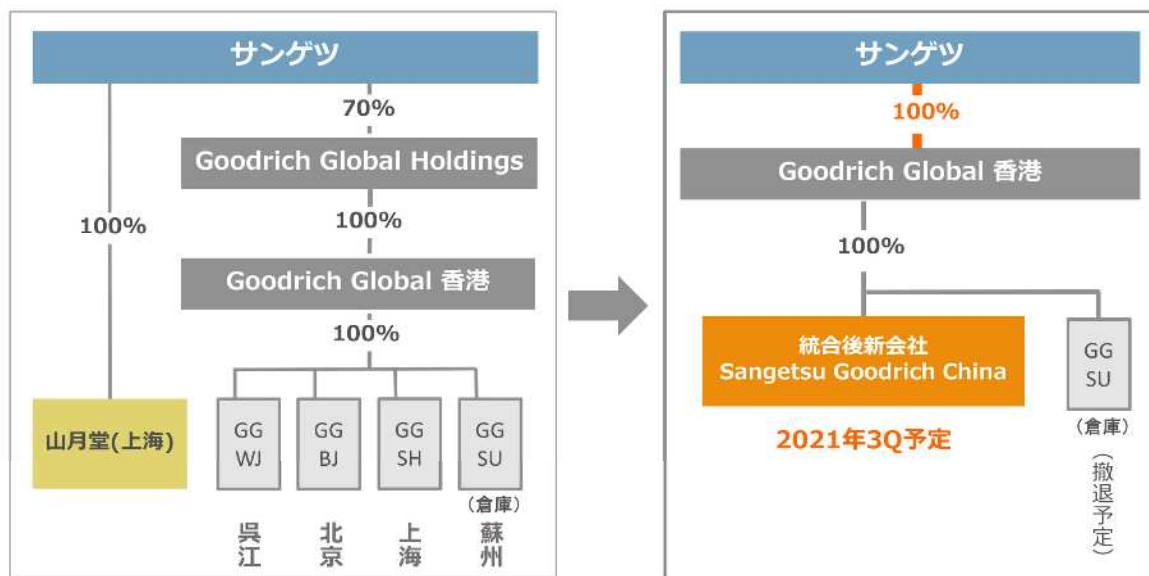 サンゲツ
70%
Goodrich Global Holdings
100%
100%
Goodrich Global 香港
100%
山月堂(上海)
GG
WJ
GG
BJ
GG
SH
GG
SU
(倉庫)
呉江
北京
上海
蘇州
サンゲツ
100%
Goodrich Global 香港
100%
統合後新会社
Sangetsu Goodrich China
GG
SU
(倉庫)
2021年3Q予定
(撤退予定)